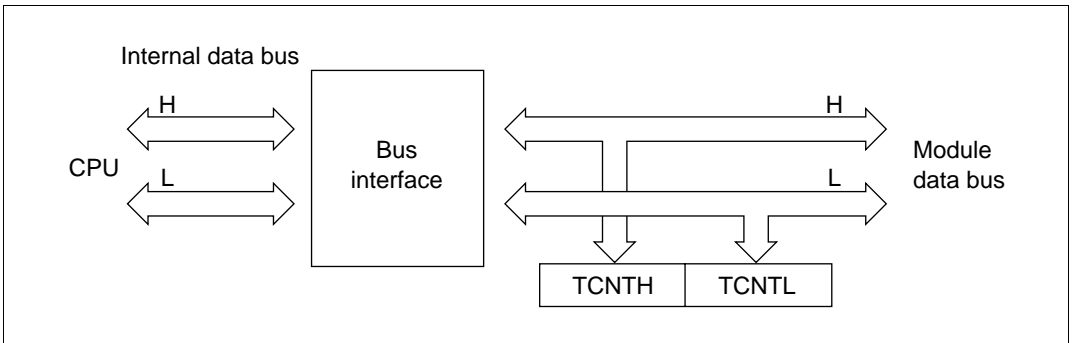 Internal data bus
H
H
CPU
Bus
interface
Module
data bus
L
L
TCNTH
TCNTL